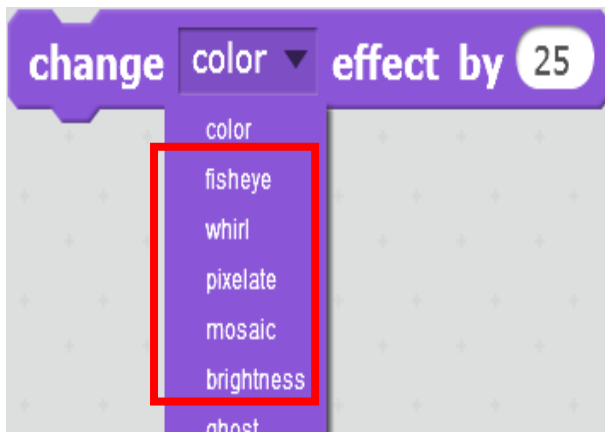 change color effect by 25
color
fisheye
whirl
pixelate
mosaic
brightness
ghost